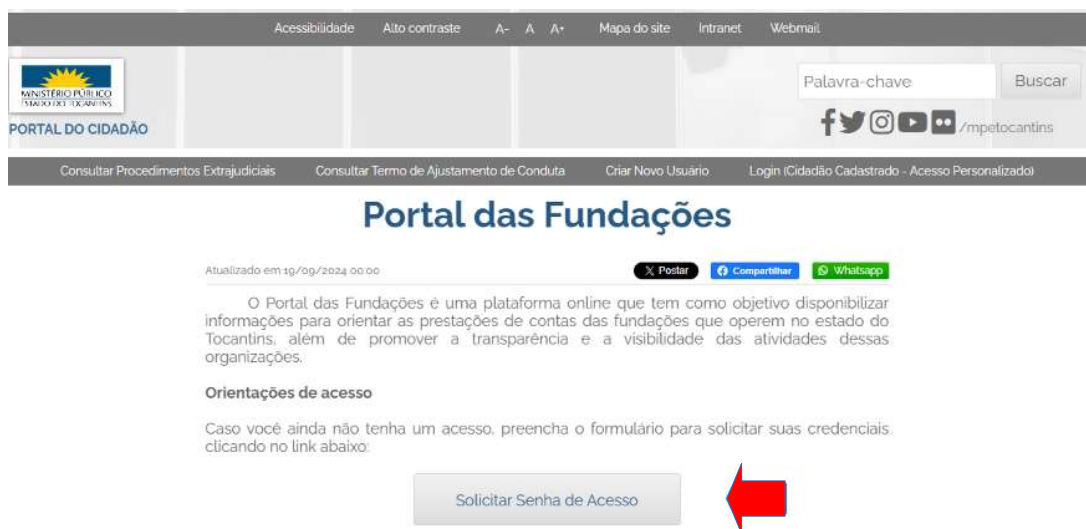 Acessibilidade Alto contraste A- A A+ Mapa do site Intranet Webmail
MINISTÉRIO PÚBLICO
ESTADO DO TOCANTINS
PORTAL DO CIDADÃO
Palavra-chave Buscar
/mpetocantins
Consultar Procedimentos Extrajudiciais Consultar Termo de Ajustamento de Conduta Criar Novo Usuário Login (Cidadão Cadastrado - Acesso Personalizado)
Portal das Fundações
Atualizado em 19/09/2024 00:00 X Postar Compartilhar Whatsapp
O Portal das Fundações é uma plataforma online que tem como objetivo disponibilizar
informações para orientar as prestações de contas das fundações que operem no estado do
Tocantins, além de promover a transparência e a visibilidade das atividades dessas
organizações.
Orientações de acesso
Caso você ainda não tenha um acesso, preencha o formulário para solicitar suas credenciais
clicando no link abaixo:
Solicitar Senha de Acesso